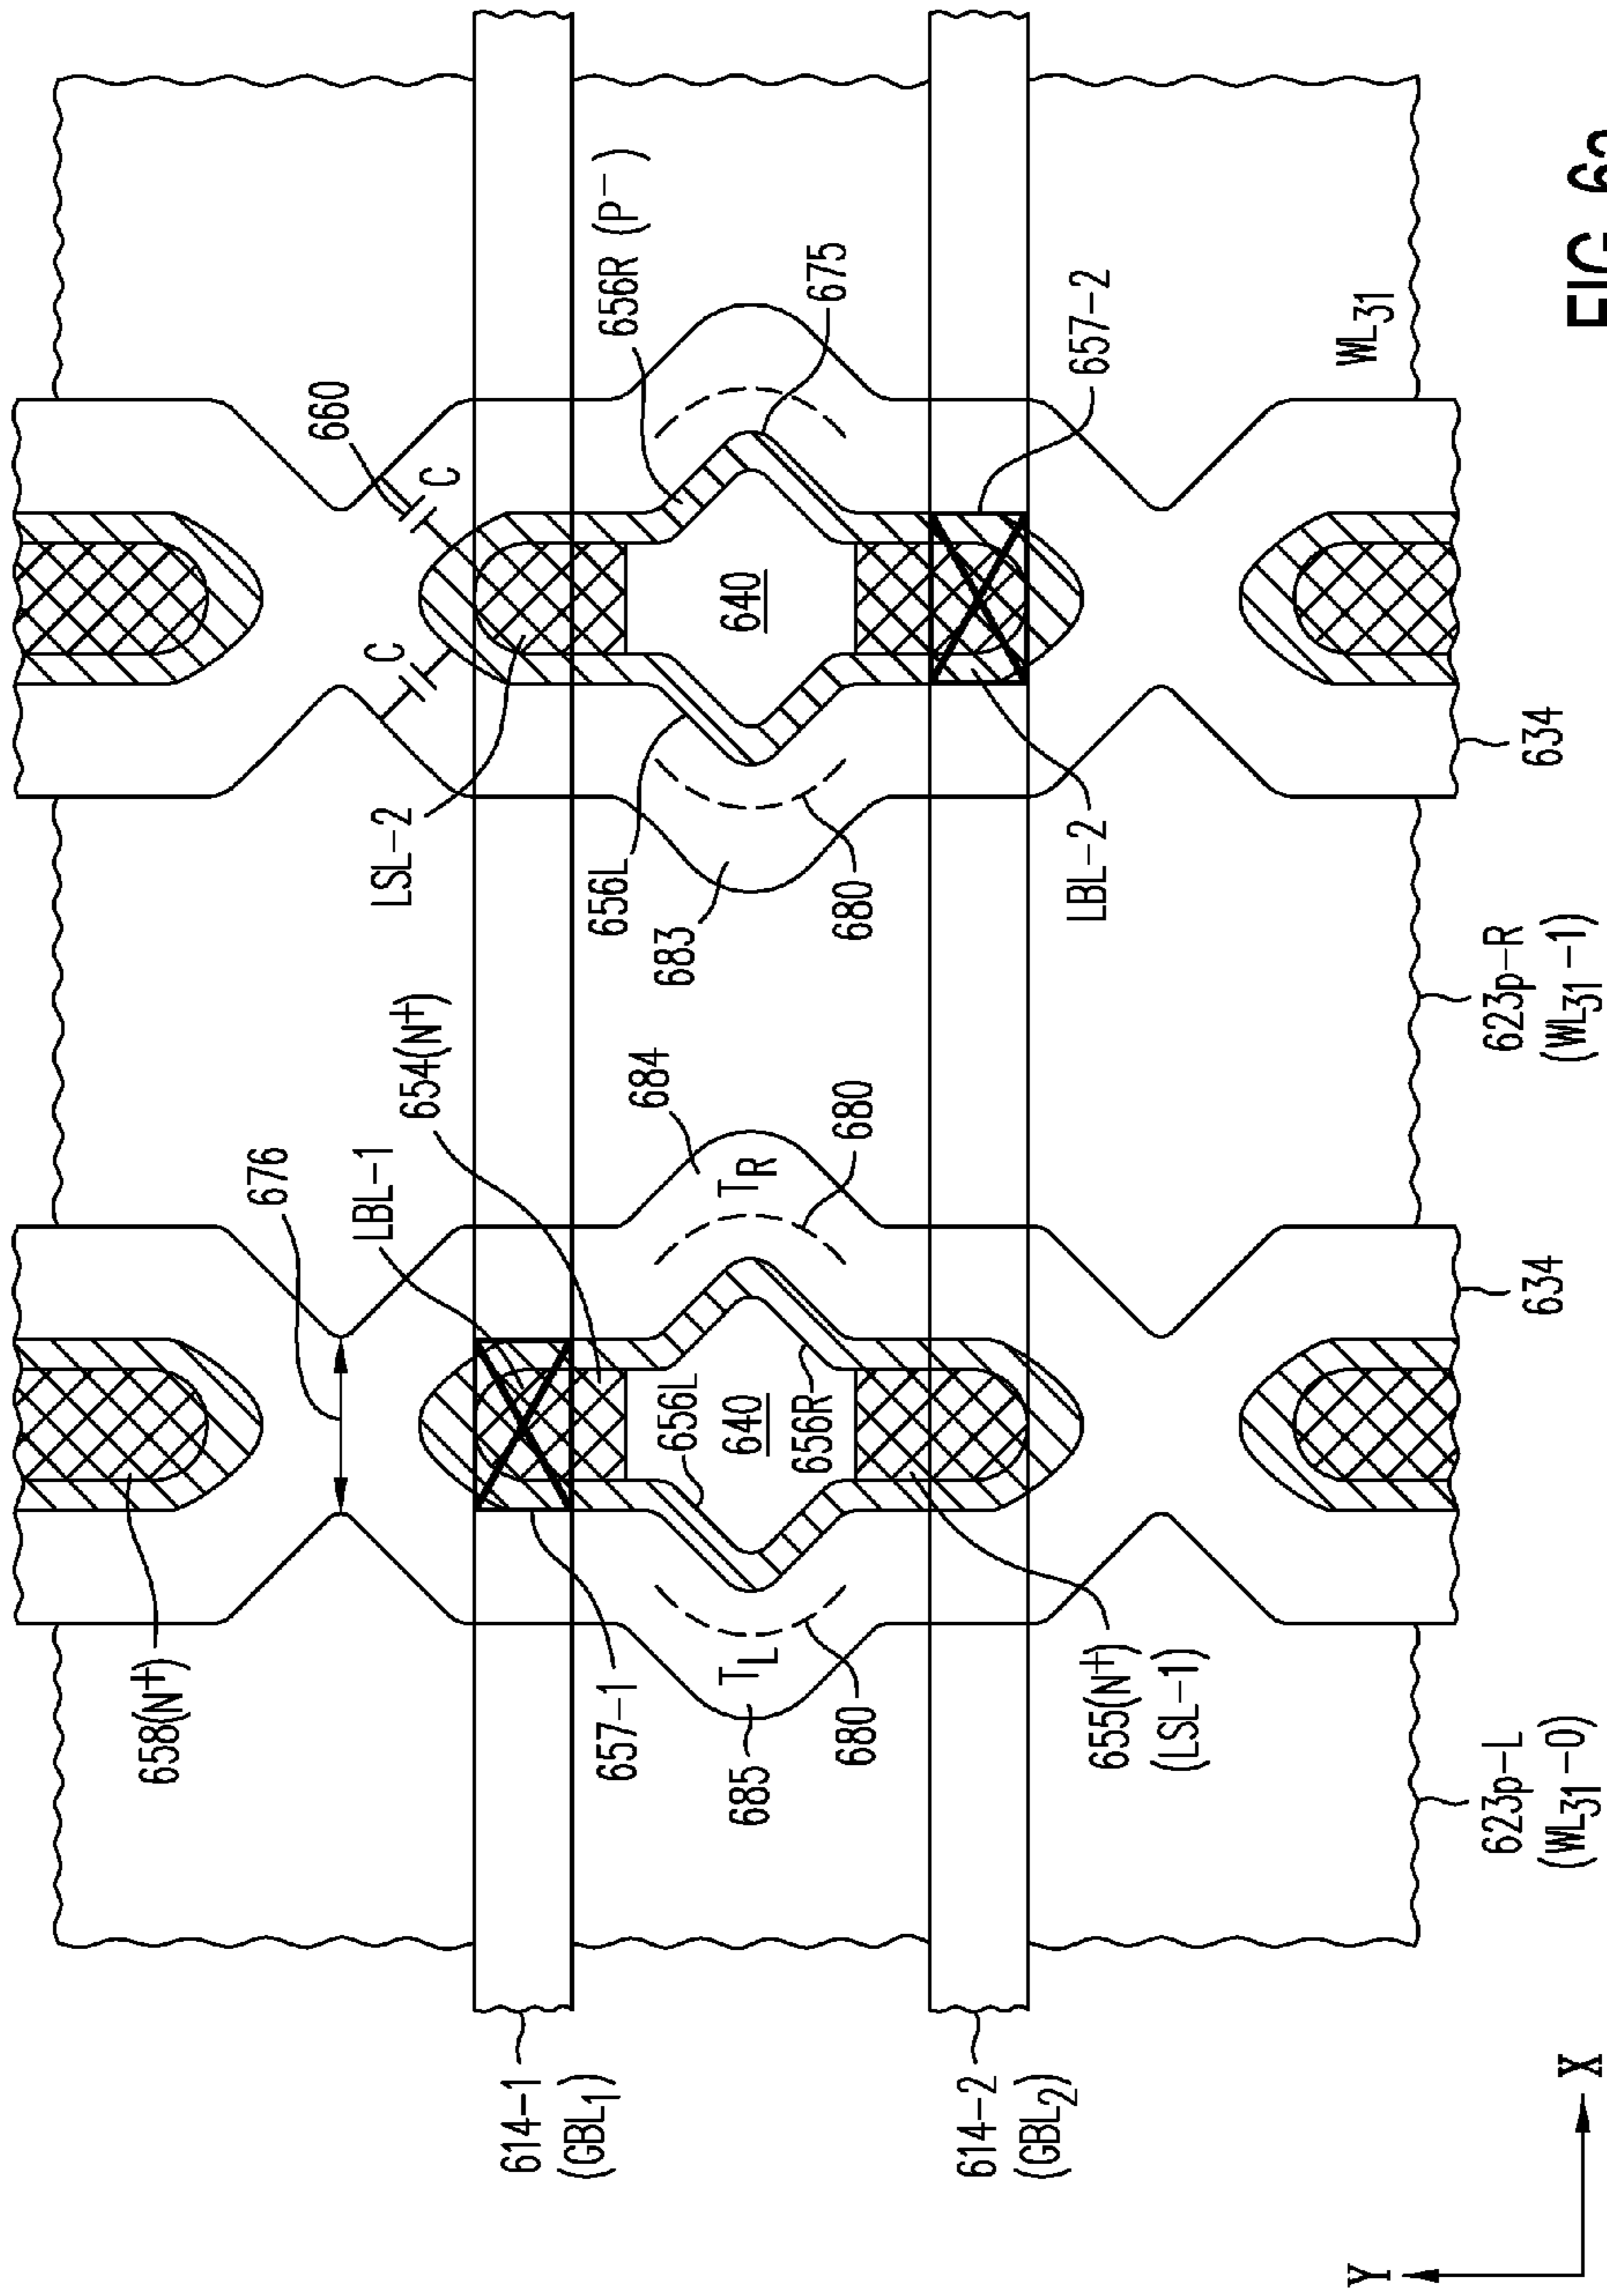 658(N+)
676
LBL-1
654(N+)
LSL-2
660
C
C
656R (P-)
657-1
656L
683
684
TR
680
656L
640
656R
640
675
TL
685
680
680
657-2
655(N+)
(LSL-1)
LBL-2
WL31
614-1
(GBL1)
614-2
(GBL2)
623p-L
(WL31-0)
634
623p-R
(WL31-1)
634
Y
X